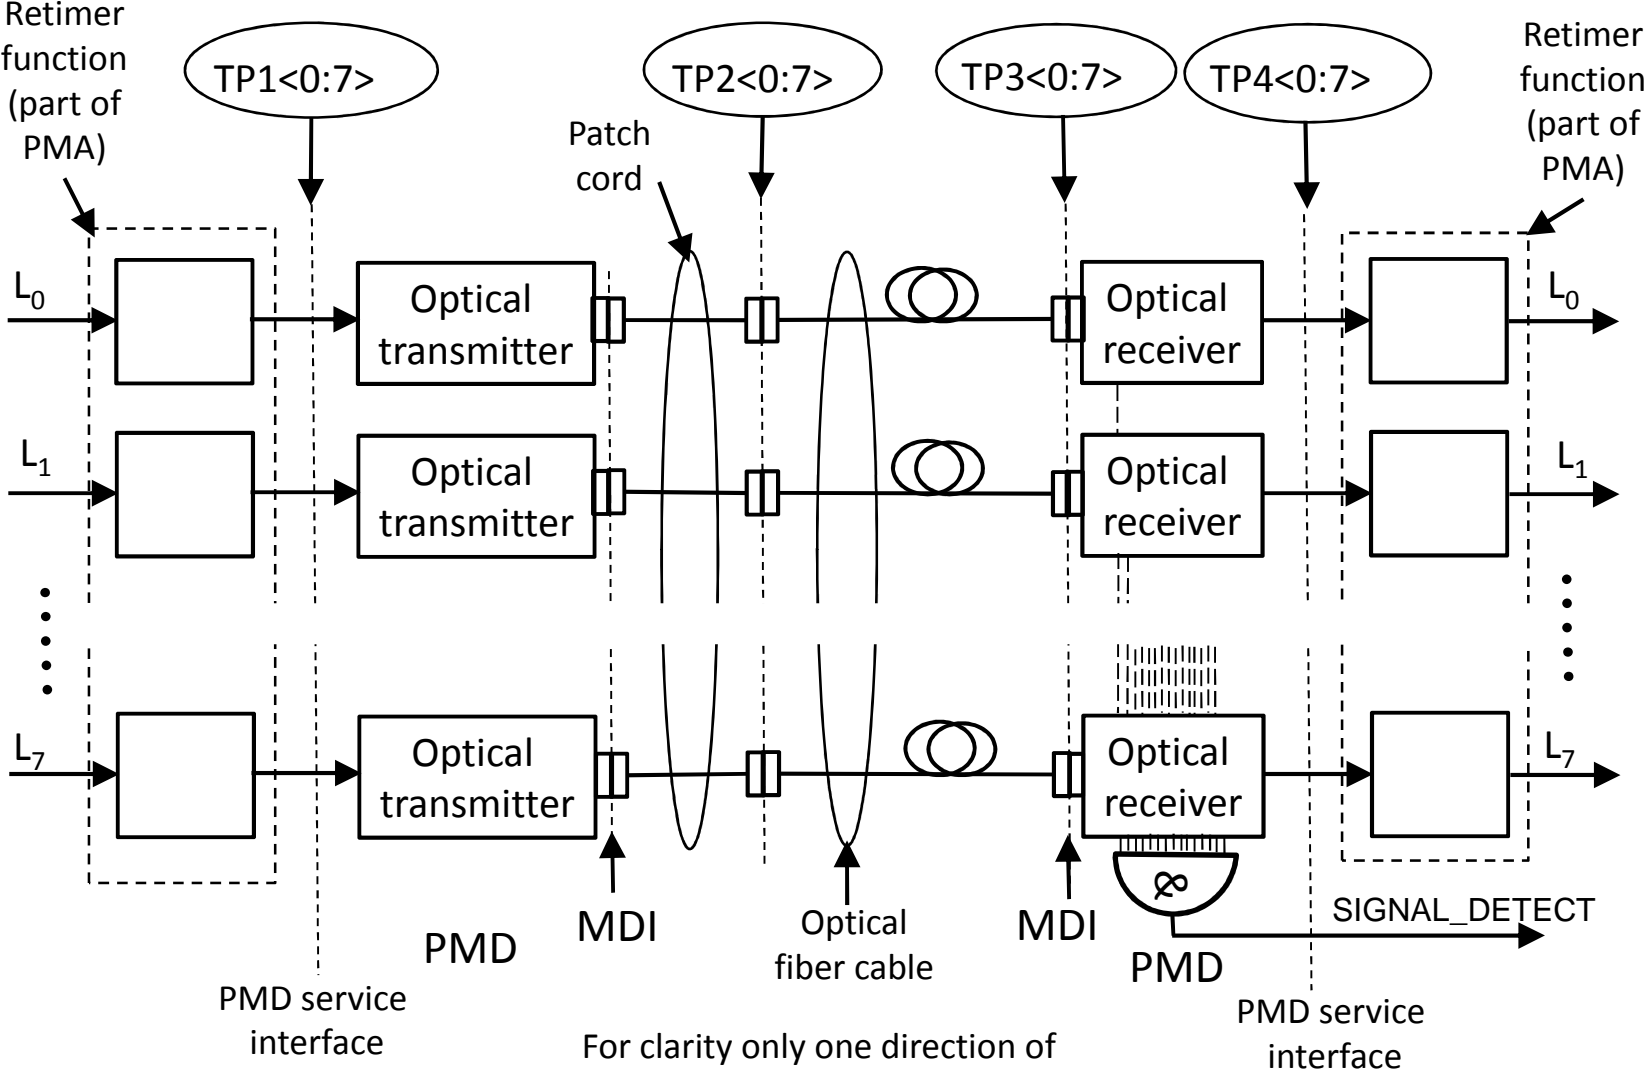 Retimer
function
(part of
PMA)
TP1<0:7>
TP2<0:7>
TP3<0:7>
TP4<0:7>
Retimer
function
(part of
PMA)
Patch
cord
L0
Optical
transmitter
Optical
receiver
L0
L1
Optical
transmitter
Optical
receiver
L1
L7
Optical
transmitter
Optical
receiver
L7
&
MDI
Optical
fiber cable
MDI
SIGNAL_DETECT
PMD
PMD
PMD service
interface
PMD service
interface
For clarity only one direction of